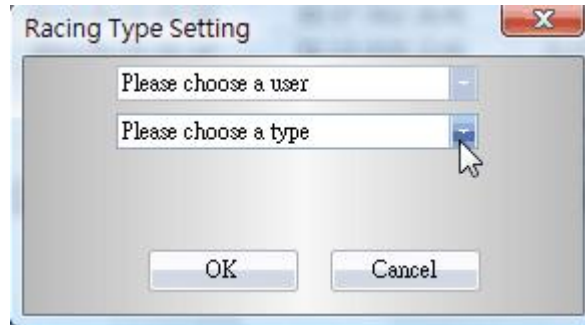 Racing Type Setting
Please choose a user
Please choose a type
OK Cancel